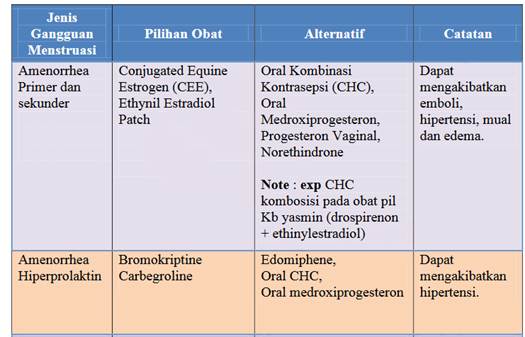 Jenis
Gangguan
Menstruasi
Pilihan Obat
Alternatif
Catatan
Amenorrhea
Primer dan
sekunder
Conjugated Equine
Estrogen (CEE),
Ethynil Estradiol
Patch
Oral Kombinasi
Kontrasepsi (CHC),
Oral
Medroxiprogesteron,
Progesteron Vaginal,
Norethindrone
Note : exp CHC
kombosisi pada obat pil
Kb yasmin (drospirenon
+ ethinylestradiol)
Dapat
mengakibatkan
emboli,
hipertensi, mual
dan edema.
Amenorrhea
Hiperprolaktin
Bromokriptine
Carbegroline
Edomiphene,
Oral CHC,
Oral medroxiprogesteron
Dapat
mengakibatkan
hipertensi.